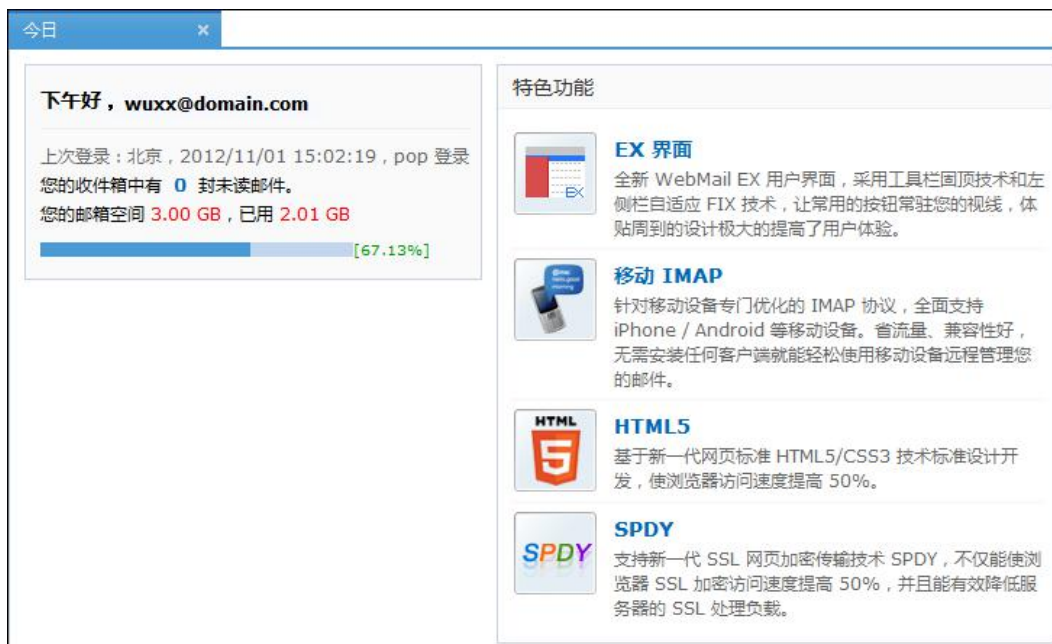 今日
下午好，wuxx@domain.com
上次登录：北京，2012/11/01 15:02:19，pop 登录
您的收件箱中有 0 封未读邮件。
您的邮箱空间 3.00 GB，已用 2.01 GB
[67.13%]
特色功能
EX
EX 界面
全新 WebMail EX 用户界面，采用工具栏固顶技术和左
侧栏自适应 FIX 技术，让常用的按钮常驻您的视线，体
贴周到的设计极大的提高了用户体验。
移动 IMAP
针对移动设备专门优化的 IMAP 协议，全面支持
iPhone / Android 等移动设备。省流量、兼容性好，
无需安装任何客户端就能轻松使用移动设备远程管理您
的邮件。
HTML
5
HTML5
基于新一代网页标准 HTML5/CSS3 技术标准设计开
发，使浏览器访问速度提高 50%。
SPDY
SPDY
支持新一代 SSL 网页加密传输技术 SPDY，不仅能使浏
览器 SSL 加密访问速度提高 50%，并且能有效降低服
务器的 SSL 处理负载。